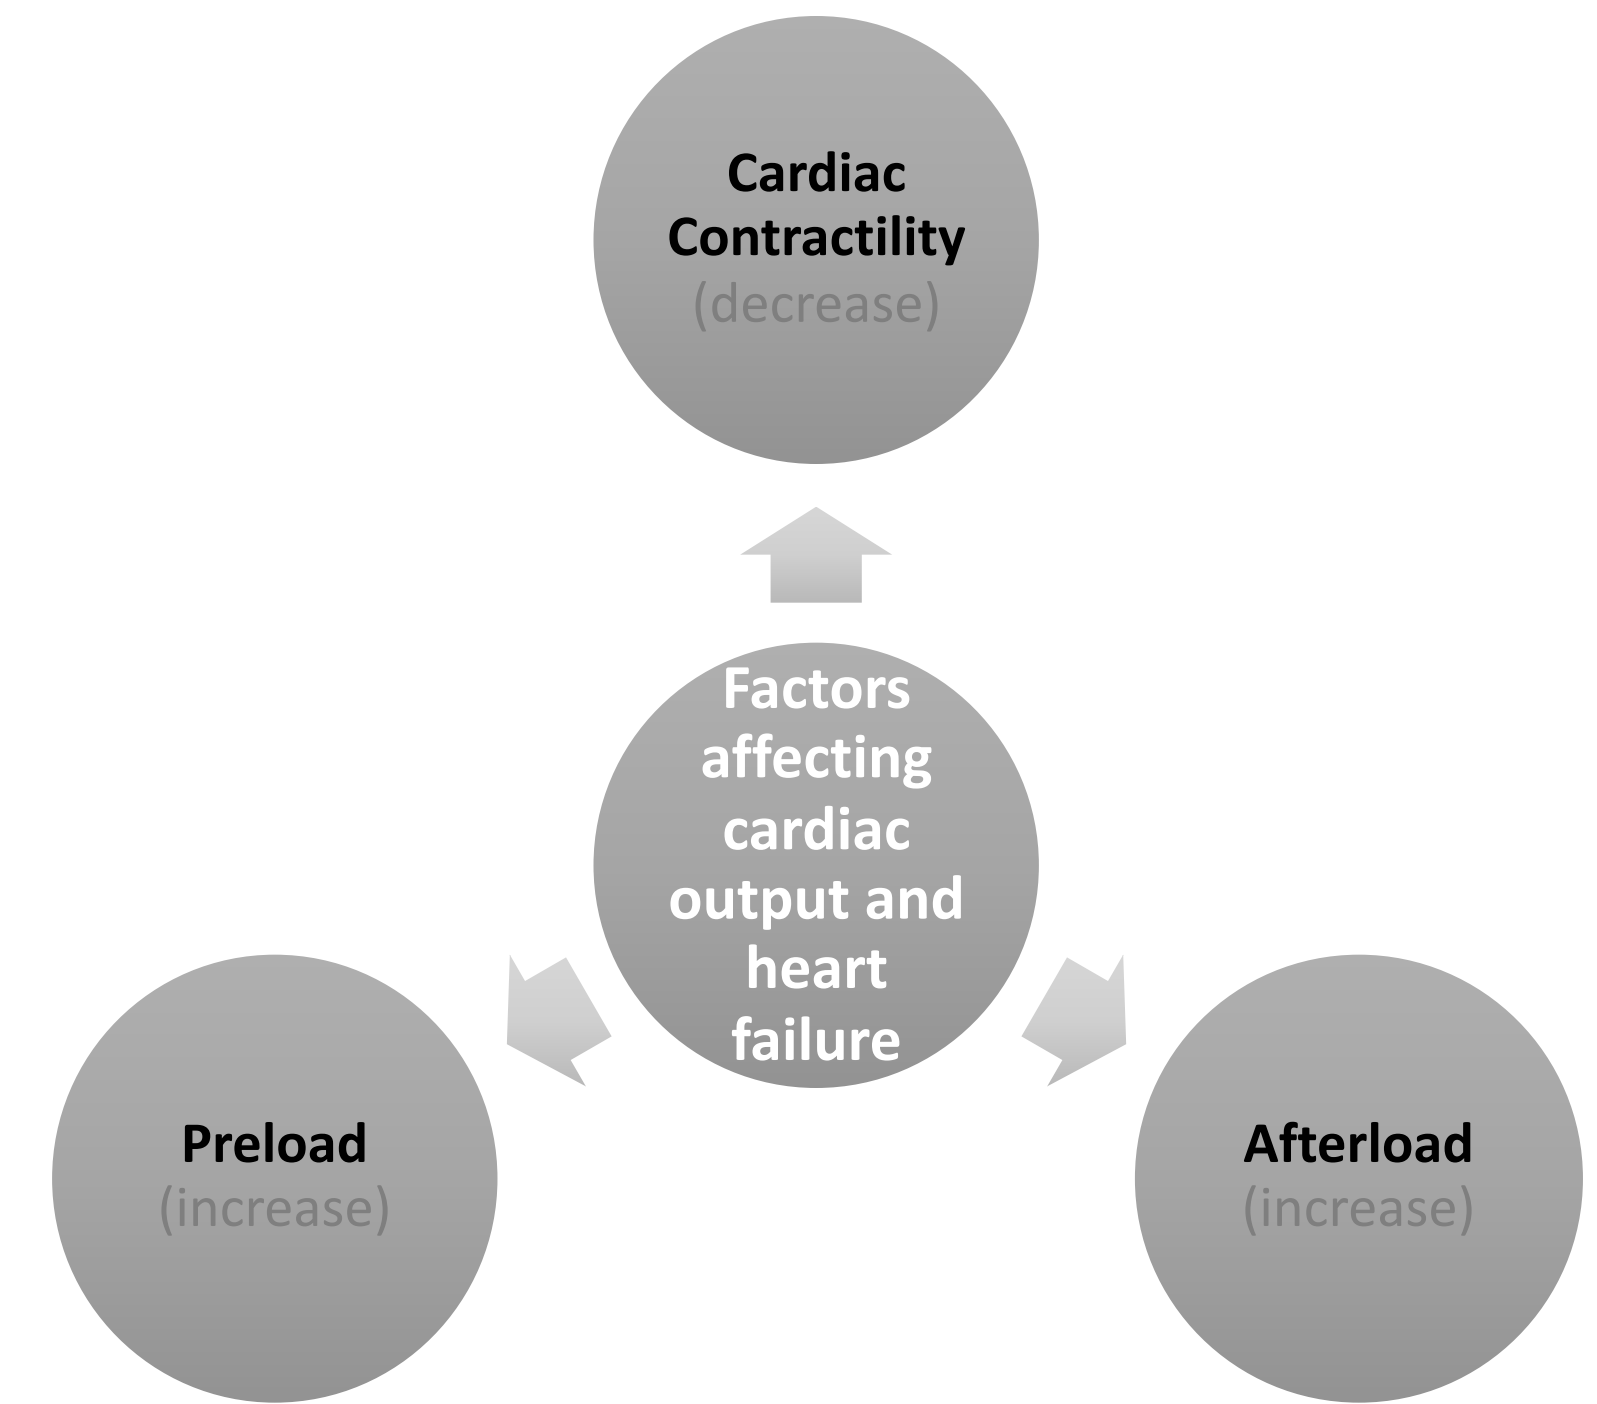 Cardiac
Contractility
(decrease)
Factors
affecting
cardiac
output and
heart
failure
Preload
(increase)
Afterload
(increase)